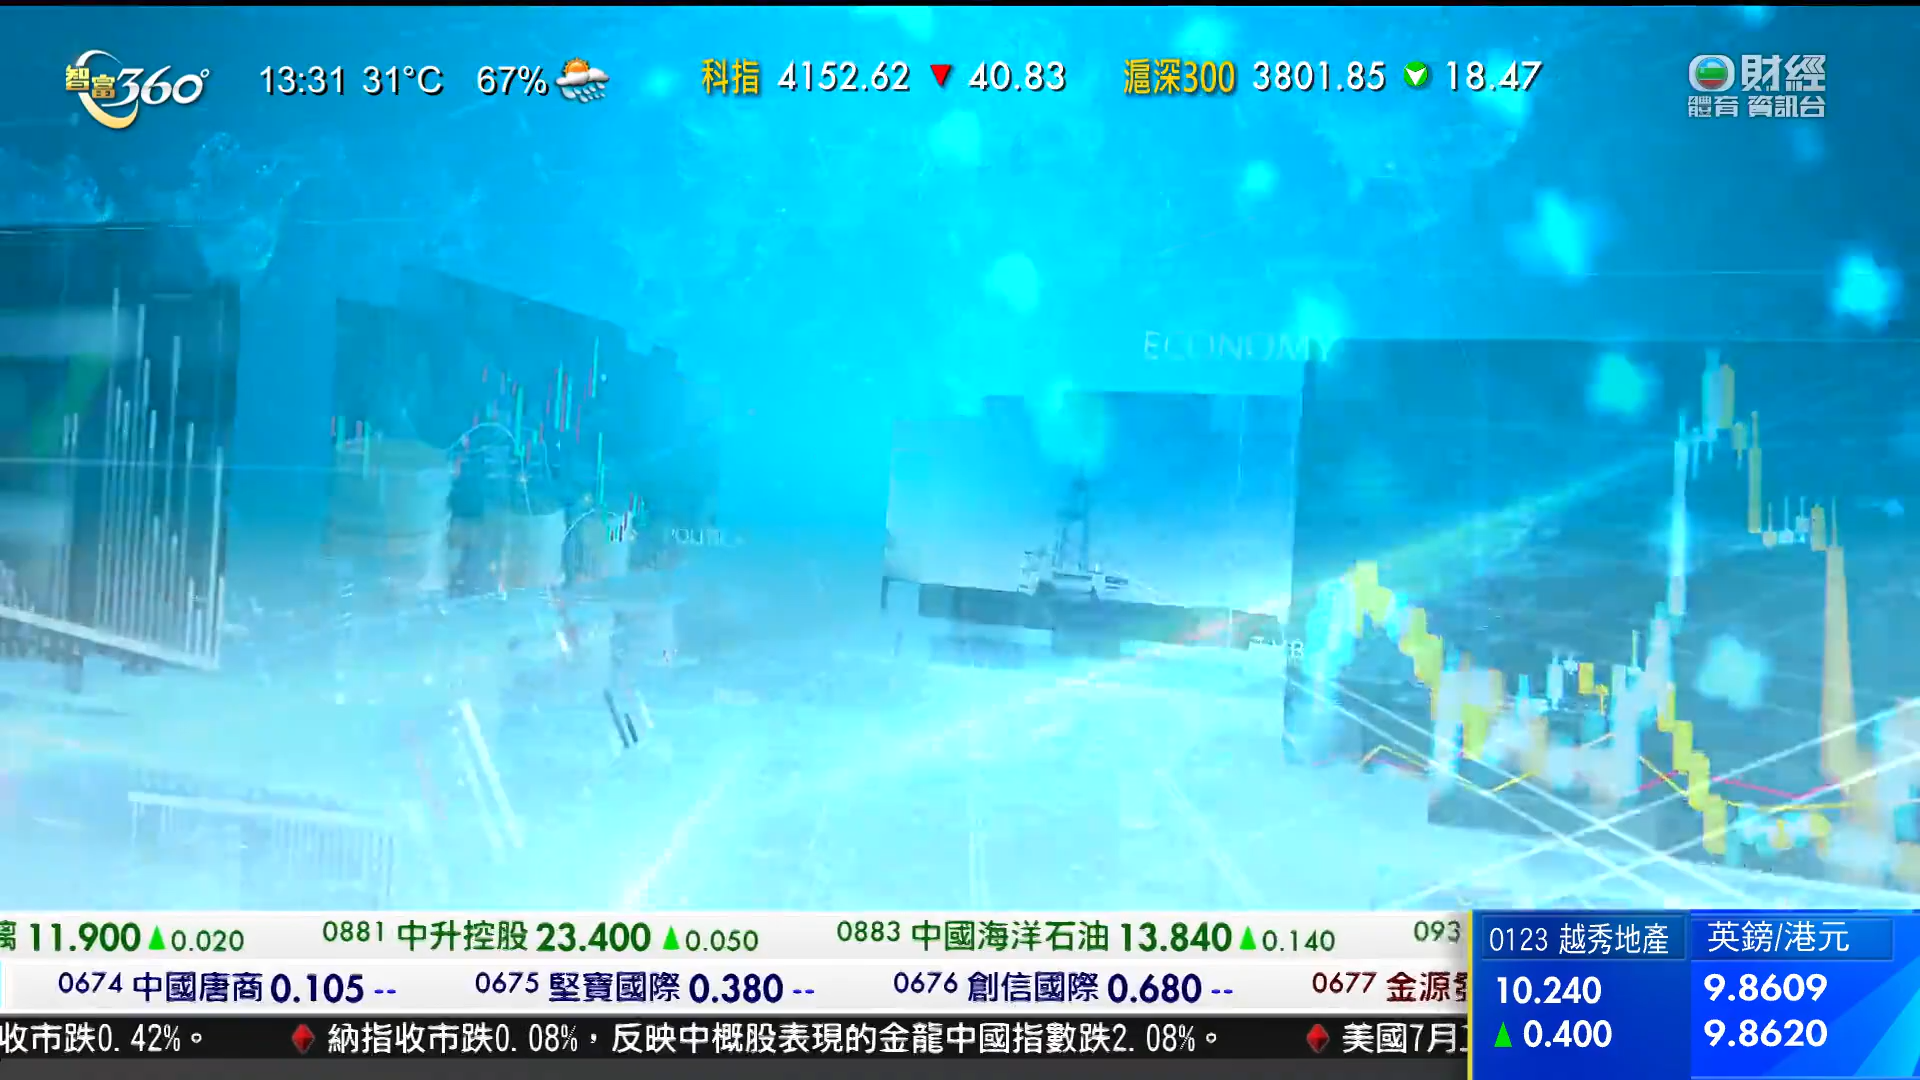 智富360° 13:31 31°C 67% 科指 4152.62 ▼ 40.83 滬深300 3801.85 18.47 財經
體育 資訊台
ECONOMY
POLITICS
11.900 ▲0.020 0881 中升控股 23.400 ▲0.050 0883 中國海洋石油 13.840 ▲0.140 093
0674 中國唐商 0.105 -- 0675 堅寶國際 0.380 -- 0676 創信國際 0.680 -- 0677 金源發
收市跌0.42%。 ♦ 納指收市跌0.08%，反映中概股表現的金龍中國指數跌2.08%。 ♦ 美國7月
0123 越秀地產
10.240
▲ 0.400
英鎊/港元
9.8609
9.8620